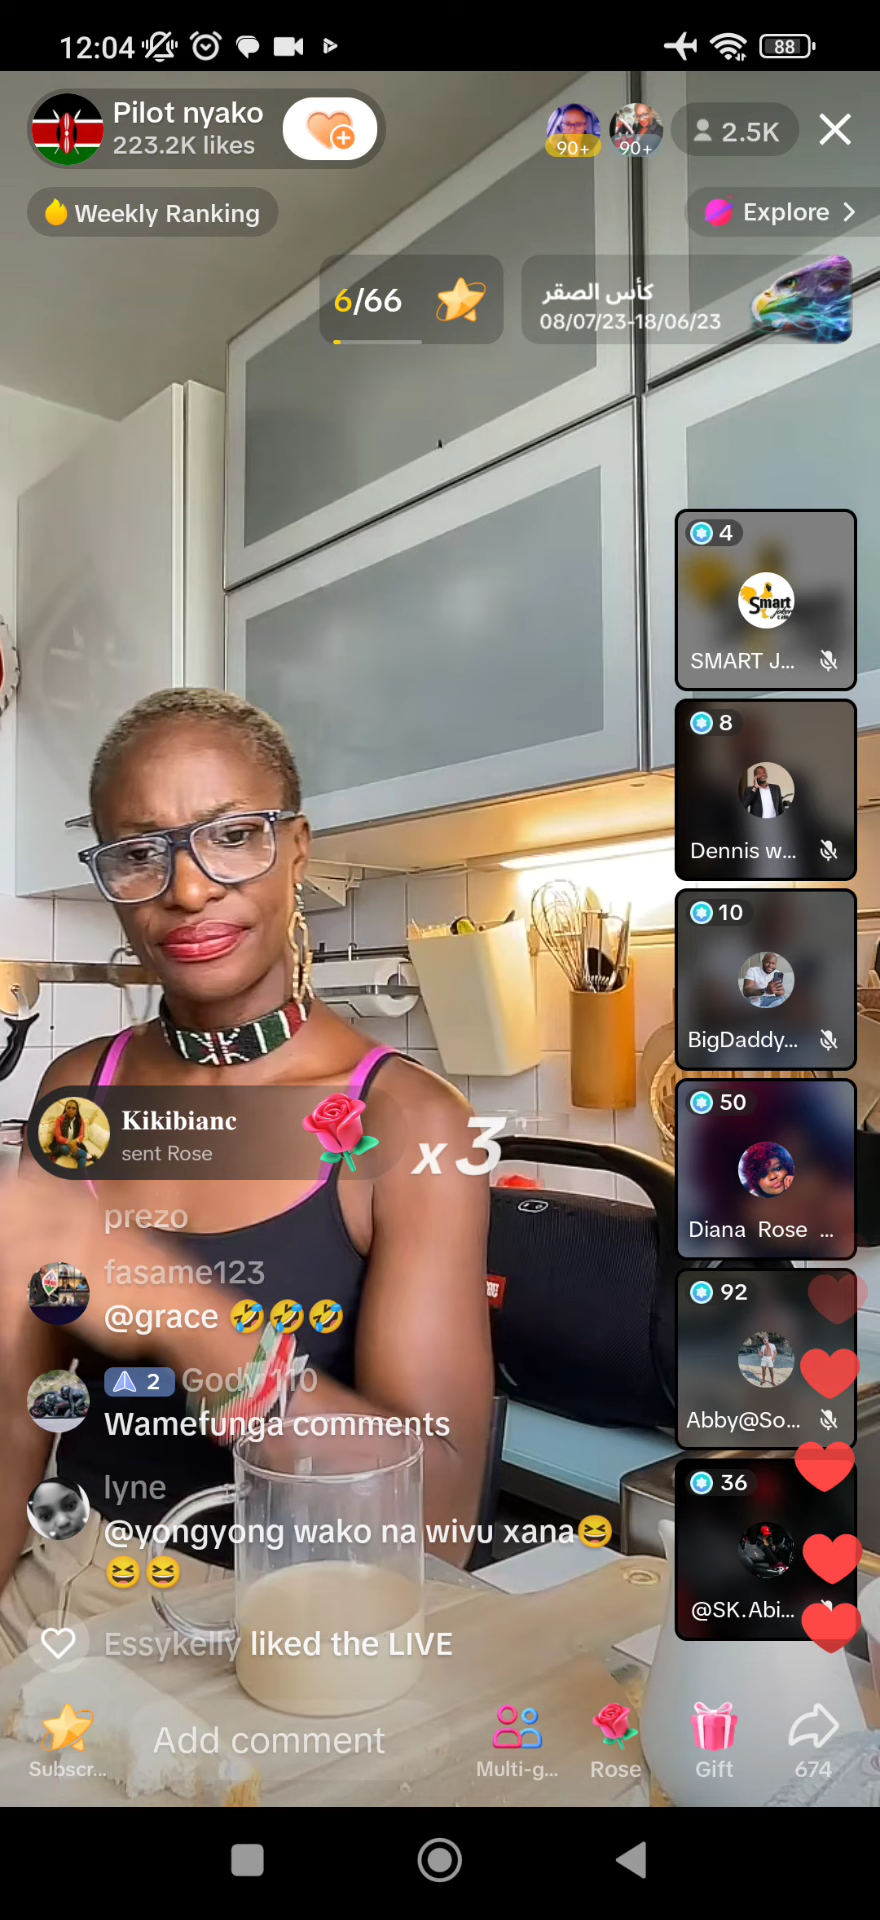 12:04
88
Pilot nyako
223.2K likes
90+
90+
2.5K
Weekly Ranking
Explore
6/66
كأس الصقر
08/07/23-18/06/23
4
Smart
SMART J...
8
Dennis w...
10
BigDaddy...
50
Diana Rose ...
92
Abby@So...
36
@SK.Abi...
Kikibianc
sent Rose
x3
prezo
fasame123
@grace 🤣🤣🤣
2 Gody 110
Wamefunga comments
lyne
@yongyong wako na wivu xana😆
😆😆
Essykelly liked the LIVE
Subscr...
Add comment
Multi-g...
Rose
Gift
674